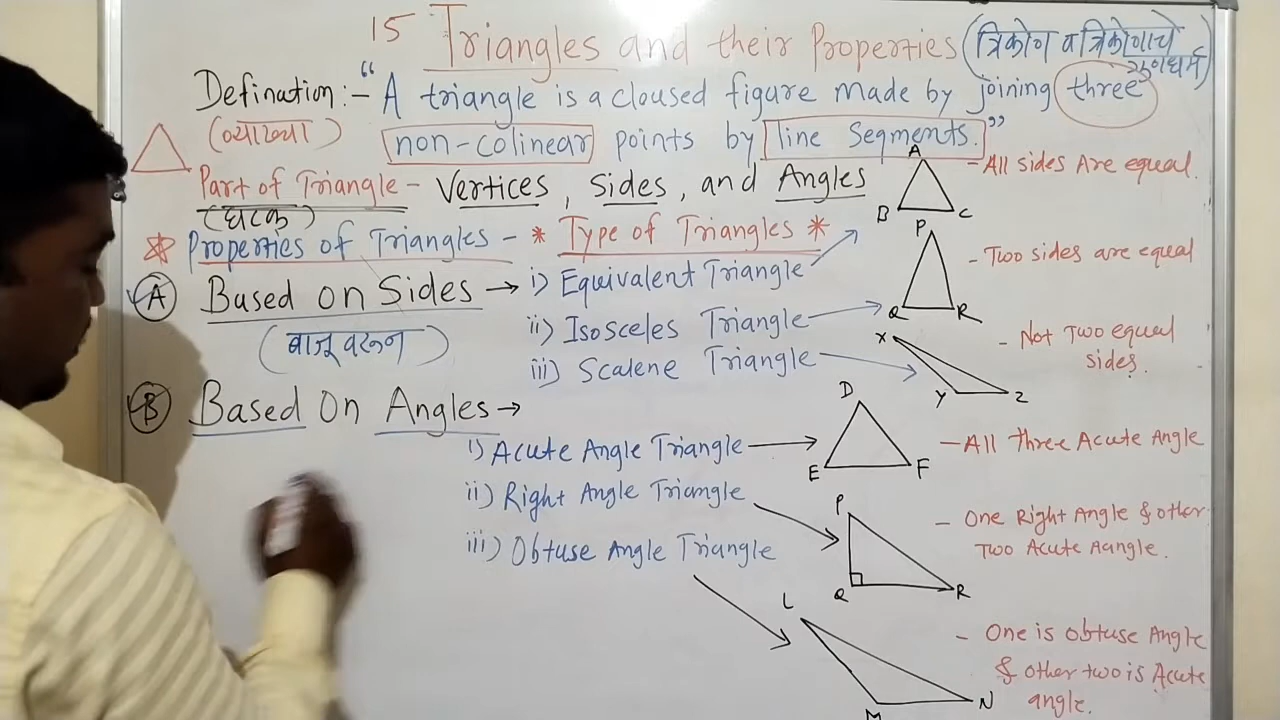 15 Triangles and their Properties (त्रिकोण व त्रिकोणाचे गुणधर्म)
Defination:- “A triangle is a cloused figure made by joining three
(व्याख्या) non-colinear points by line Segments.”
Part of Triangle - Vertices, Sides, and Angles
(घटक)
Properties of Triangles - * Type of Triangles *
A Based on Sides → i) Equivalent Triangle
(बाजू वरून)
ii) Isosceles Triangle
iii) Scalene Triangle
A
B C
- All sides Are equal.
P
Q R
- Two sides are equal
X
Y Z
- Not Two equal
sides.
B Based On Angles →
i) Acute Angle Triangle
ii) Right Angle Triangle
iii) Obtuse Angle Triangle
D
E F
- All three Acute Angle
P
Q R
- One Right Angle & other
Two Acute Aangle.
L
M N
- One is obtuse Angle
& other two is Acute
angle.